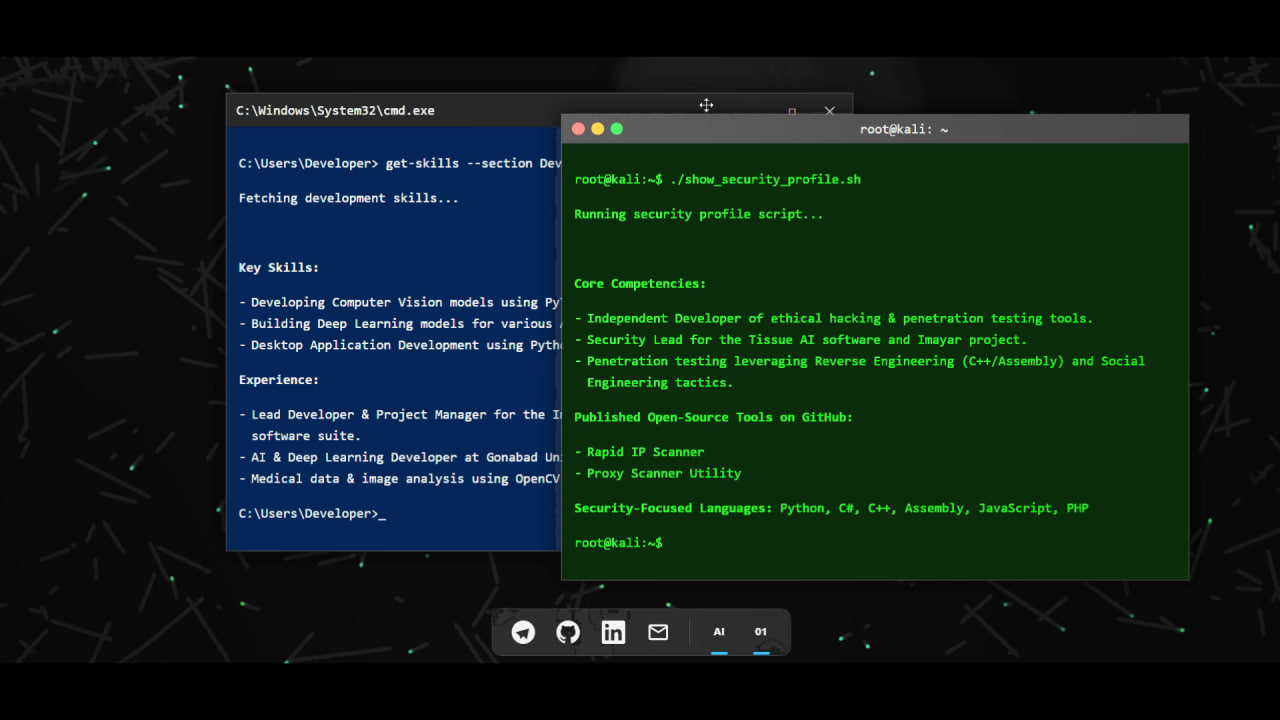 C:\Windows\System32\cmd.exe
C:\Users\Developer> get-skills --section Dev
Fetching development skills...
Key Skills:
- Developing Computer Vision models using Py
- Building Deep Learning models for various
- Desktop Application Development using Pytho
Experience:
- Lead Developer & Project Manager for the
software suite.
- AI & Deep Learning Developer at Gonabad Un
- Medical data & image analysis using OpenCV
C:\Users\Developer>_
root@kali: ~
root@kali:~$ ./show_security_profile.sh
Running security profile script...
Core Competencies:
- Independent Developer of ethical hacking & penetration testing tools.
- Security Lead for the Tissue AI software and Imayar project.
- Penetration testing leveraging Reverse Engineering (C++/Assembly) and Social
Engineering tactics.
Published Open-Source Tools on GitHub:
- Rapid IP Scanner
- Proxy Scanner Utility
Security-Focused Languages: Python, C#, C++, Assembly, JavaScript, PHP
root@kali:~$
in
AI
01